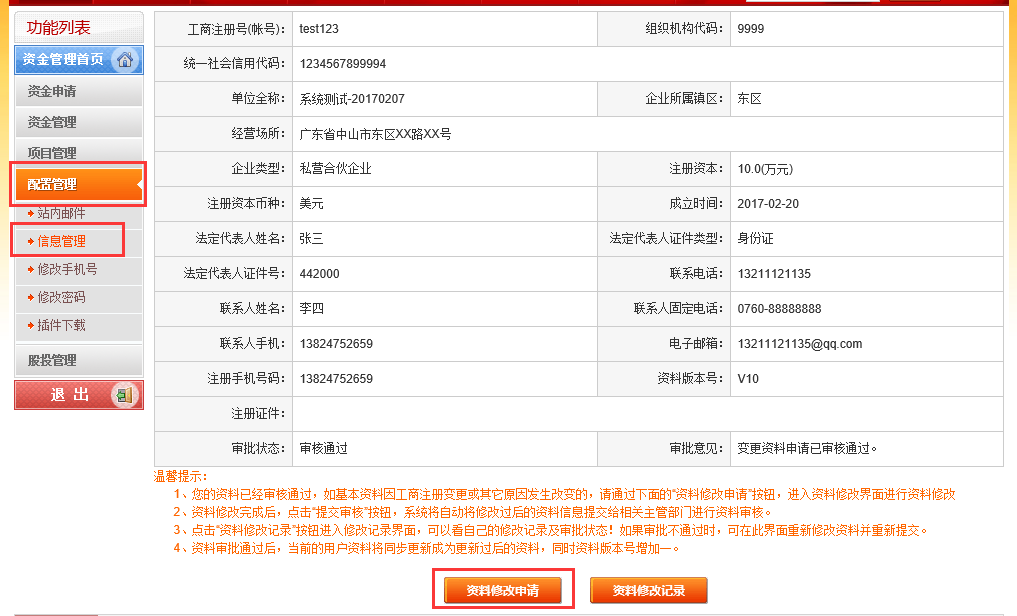 功能列表
资金管理首页
资金申请
资金管理
项目管理
配置管理
站内邮件
信息管理
修改手机号
修改密码
插件下载
股投管理
退 出
工商注册号(帐号): test123 组织机构代码: 9999
统一社会信用代码: 1234567899994
单位全称: 系统测试-20170207 企业所属镇区: 东区
经营场所: 广东省中山市东区XX路XX号
企业类型: 私营合伙企业 注册资本: 10.0(万元)
注册资本币种: 美元 成立时间: 2017-02-20
法定代表人姓名: 张三 法定代表人证件类型: 身份证
法定代表人证件号: 442000 联系电话: 13211121135
联系人姓名: 李四 联系人固定电话: 0760-88888888
联系人手机: 13824752659 电子邮箱: 13211121135@qq.com
注册手机号码: 13824752659 资料版本号: V10
注册证件:
审批状态: 审核通过 审批意见: 变更资料申请已审核通过。
温馨提示:
1、您的资料已经审核通过，如基本资料因工商注册变更或其它原因发生改变的，请通过下面的"资料修改申请"按钮，进入资料修改界面进行资料修改
2、资料修改完成后，点击"提交审核"按钮，系统将自动将修改过后的资料信息提交给相关主管部门进行资料审核。
3、点击"资料修改记录"按钮进入修改记录界面，可以看自己的修改记录及审批状态！如果审批不通过时，可在此界面重新修改资料并重新提交。
4、资料审批通过后，当前的用户资料将同步更新成为更新过后的资料，同时资料版本号增加一。
资料修改申请 资料修改记录